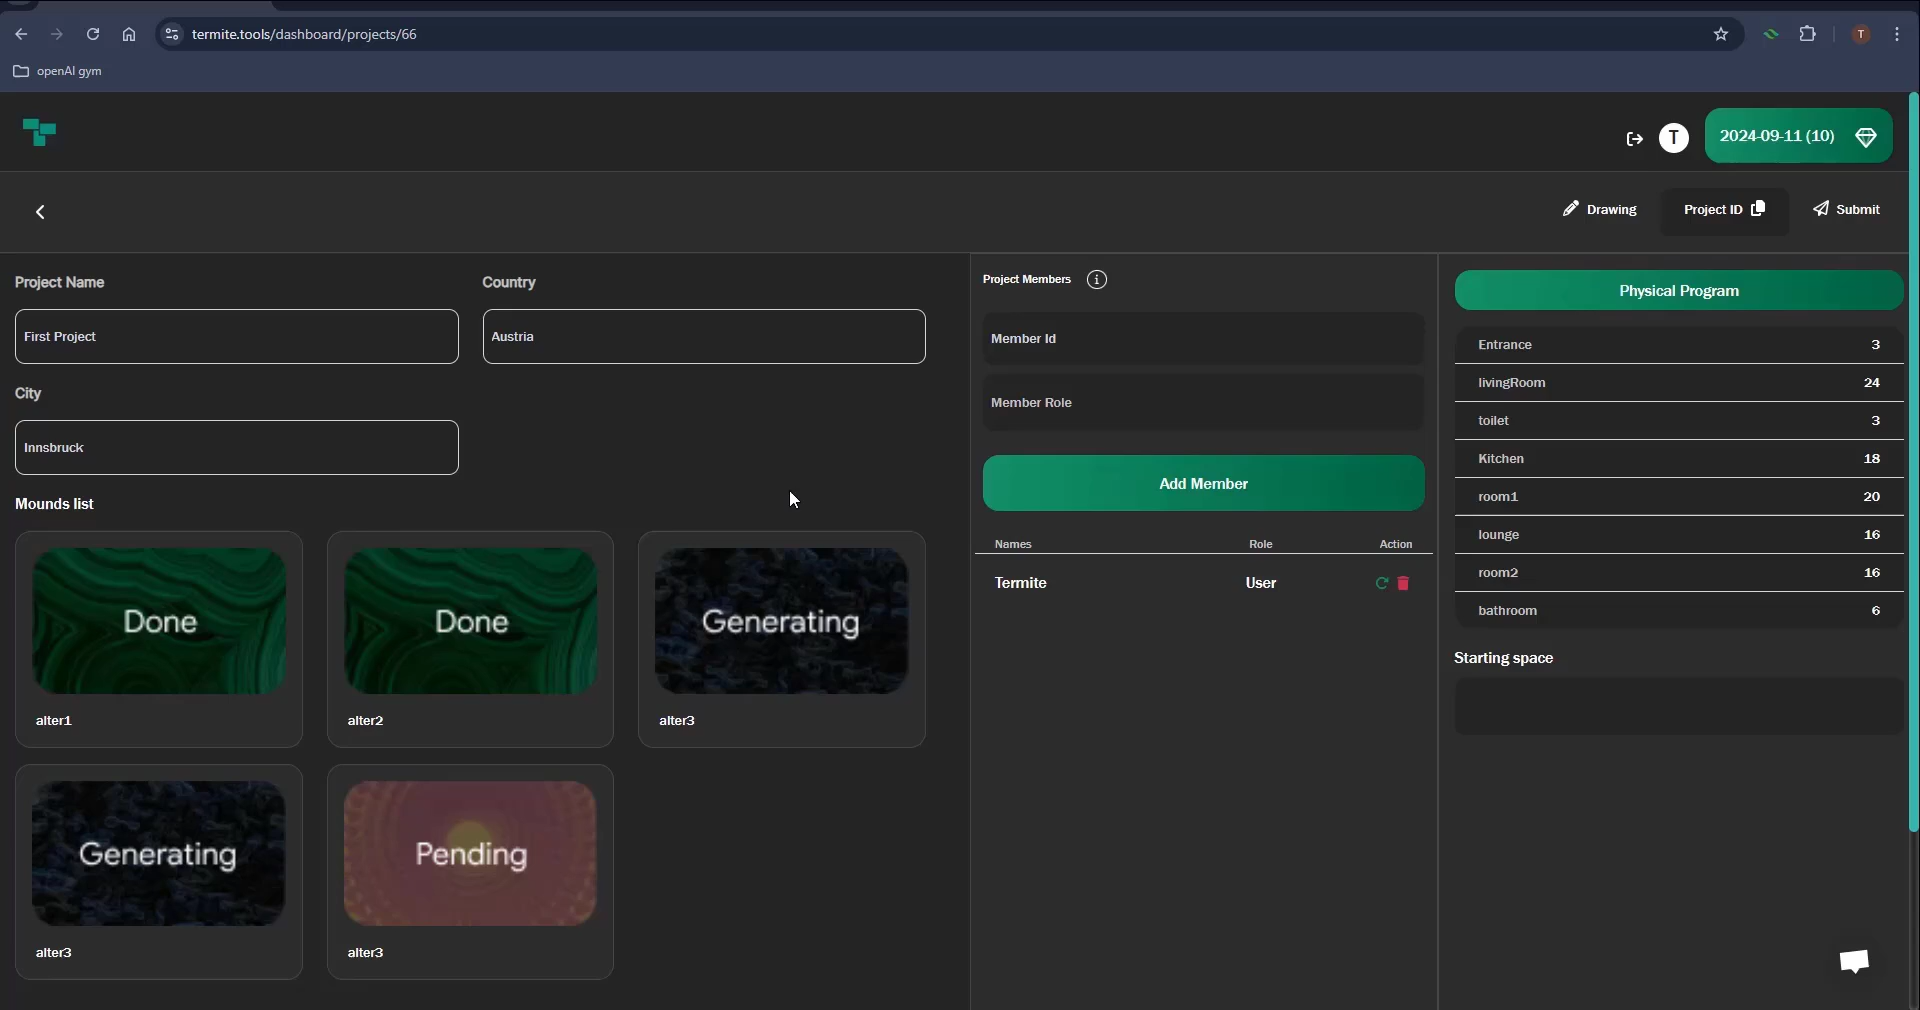 termite.tools/dashboard/projects/66
T
openAI gym
T
2024-09-11 (10)
Drawing
Project ID
Submit
Project Name
Country
First Project
Austria
City
Innsbruck
Mounds list
Done
Done
Generating
alter1
alter2
alter3
Generating
Pending
alter3
alter3
Project Members
i
Member Id
Member Role
Add Member
Names Role Action
Termite User
Physical Program
Entrance 3
livingRoom 24
toilet 3
Kitchen 18
room1 20
lounge 16
room2 16
bathroom 6
Starting space